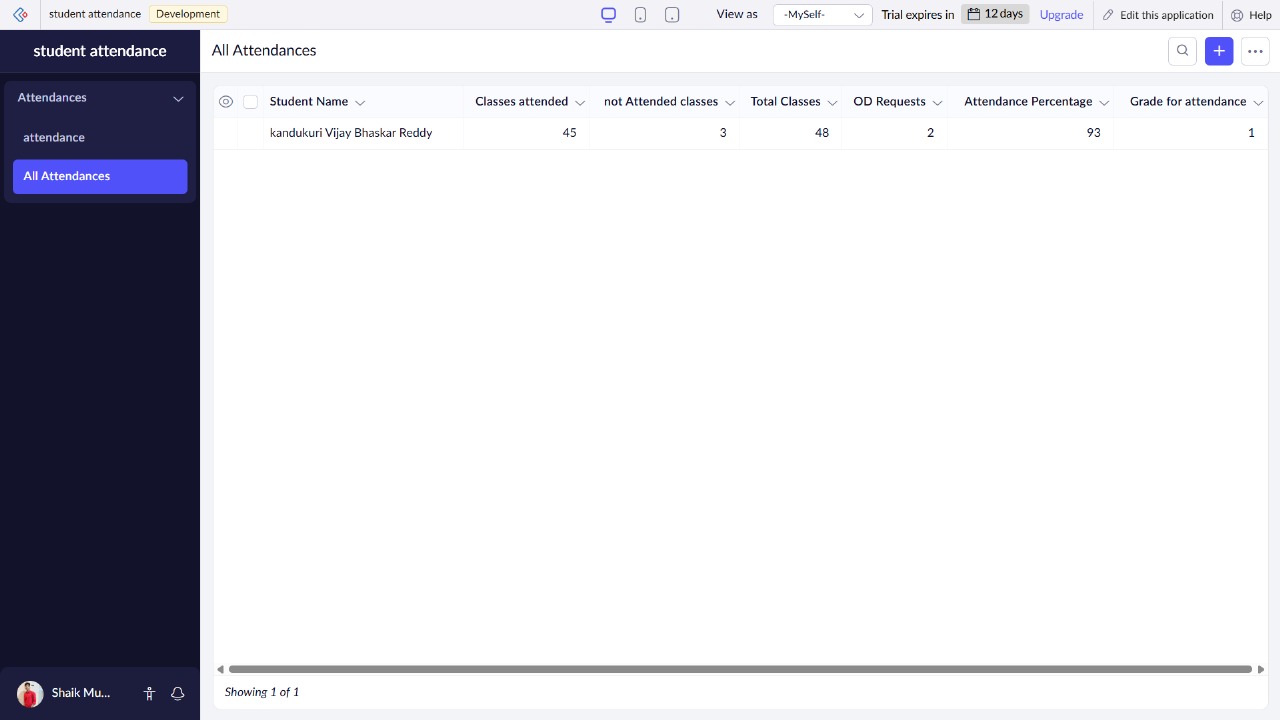 student attendance Development View as -MySelf- Trial expires in 12 days Upgrade Edit this application Help
student attendance
All Attendances
Attendances
attendance
All Attendances
Student Name Classes attended not Attended classes Total Classes OD Requests Attendance Percentage Grade for attendance
kandukuri Vijay Bhaskar Reddy 45 3 48 2 93 1
Showing 1 of 1
Shaik Mu...